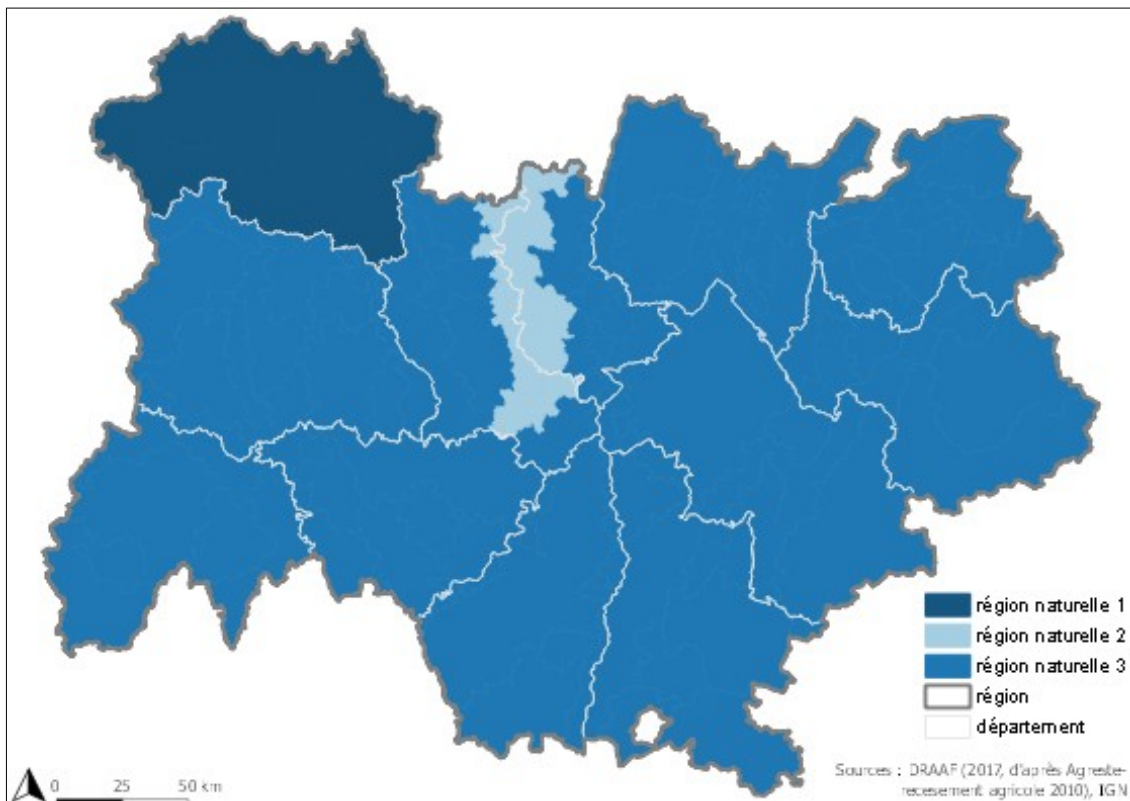 région naturelle 1
région naturelle 2
région naturelle 3
région
département
0 25 50 km
Sources : DRAAF (2017, d'après Agreste-
recesement agricole 2010), IGN